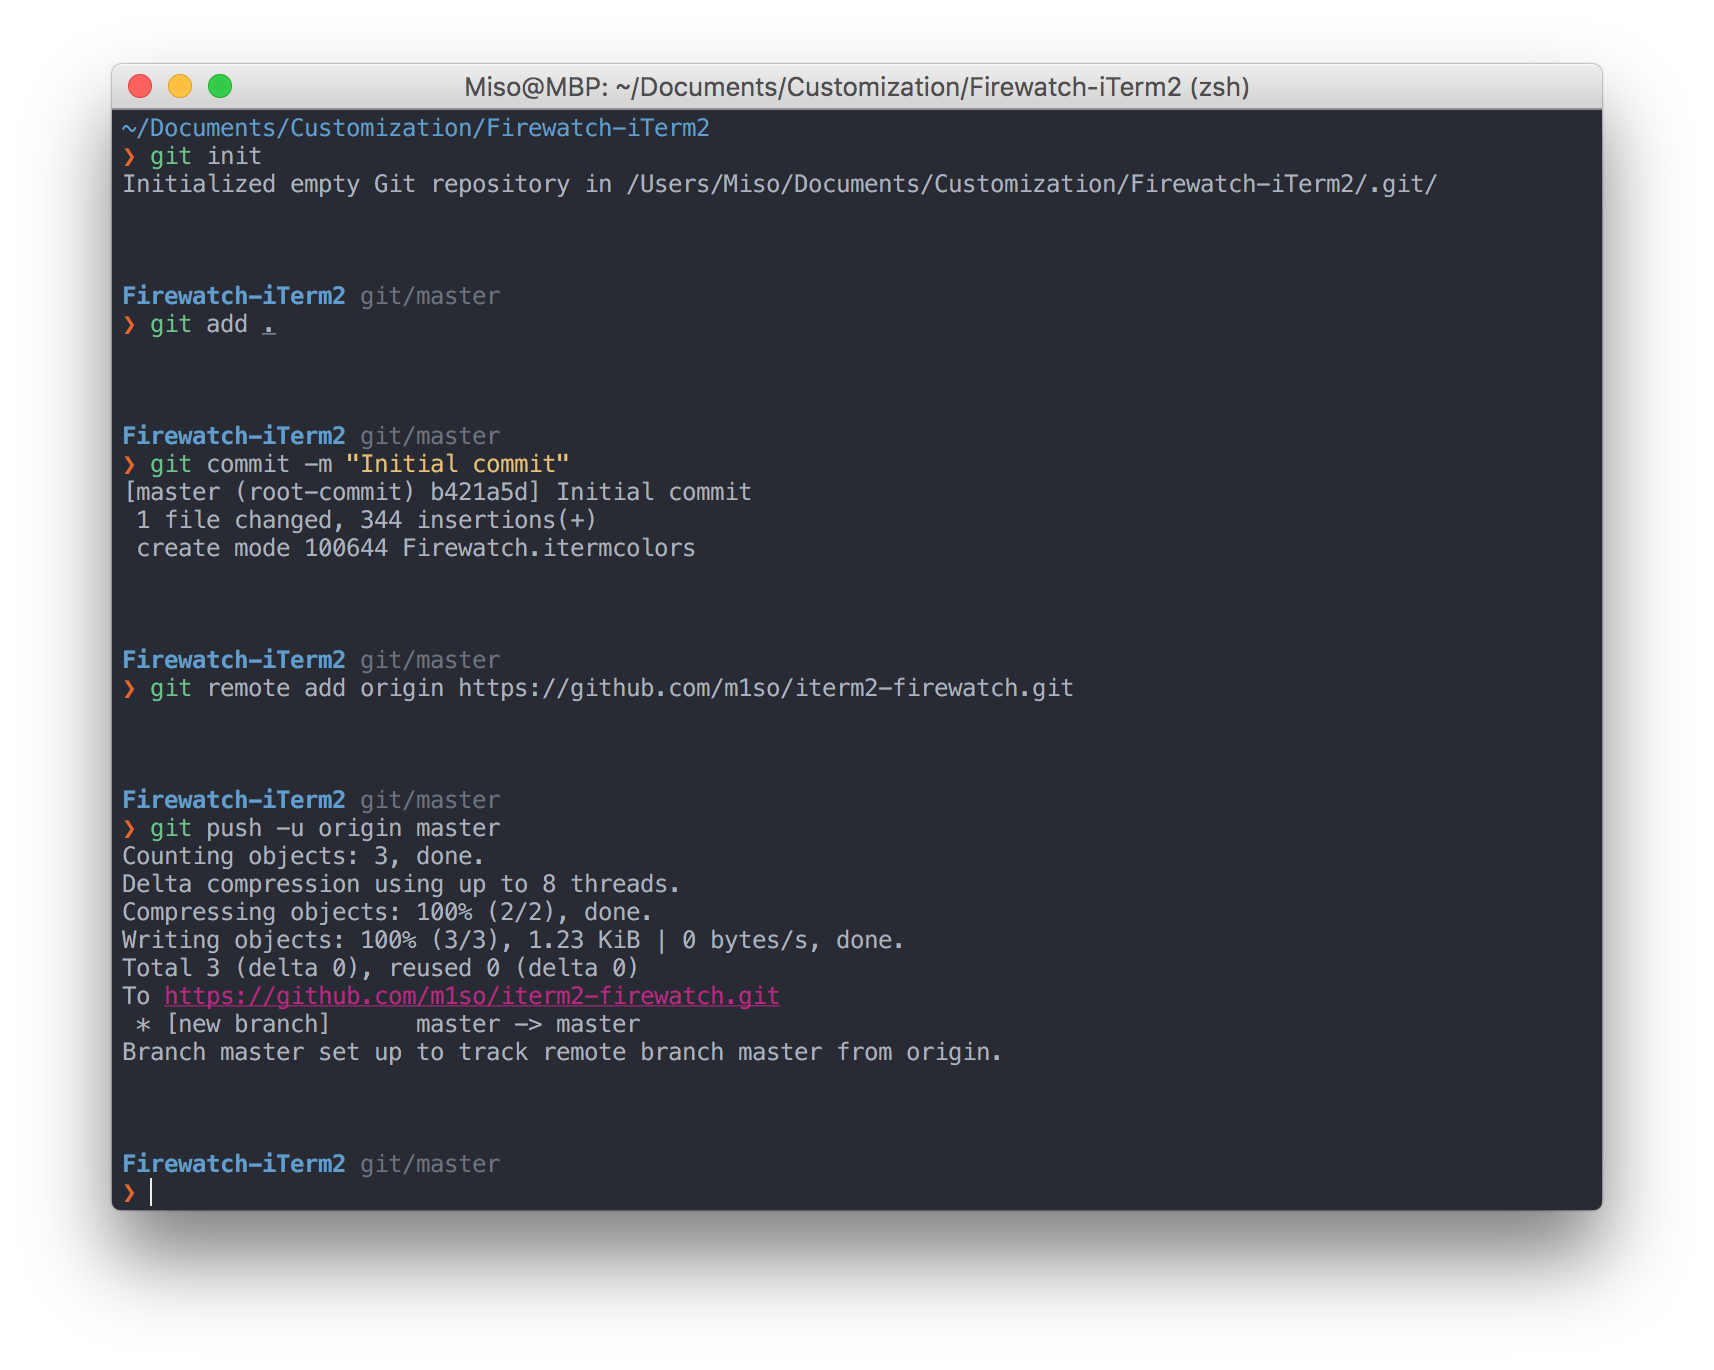 Miso@MBP: ~/Documents/Customization/Firewatch-iTerm2 (zsh)
~/Documents/Customization/Firewatch-iTerm2
❯ git init
Initialized empty Git repository in /Users/Miso/Documents/Customization/Firewatch-iTerm2/.git/
Firewatch-iTerm2 git/master
❯ git add .
Firewatch-iTerm2 git/master
❯ git commit -m "Initial commit"
[master (root-commit) b421a5d] Initial commit
 1 file changed, 344 insertions(+)
 create mode 100644 Firewatch.itermcolors
Firewatch-iTerm2 git/master
❯ git remote add origin https://github.com/m1so/iterm2-firewatch.git
Firewatch-iTerm2 git/master
❯ git push -u origin master
Counting objects: 3, done.
Delta compression using up to 8 threads.
Compressing objects: 100% (2/2), done.
Writing objects: 100% (3/3), 1.23 KiB | 0 bytes/s, done.
Total 3 (delta 0), reused 0 (delta 0)
To https://github.com/m1so/iterm2-firewatch.git
 * [new branch]      master -> master
Branch master set up to track remote branch master from origin.
Firewatch-iTerm2 git/master
❯